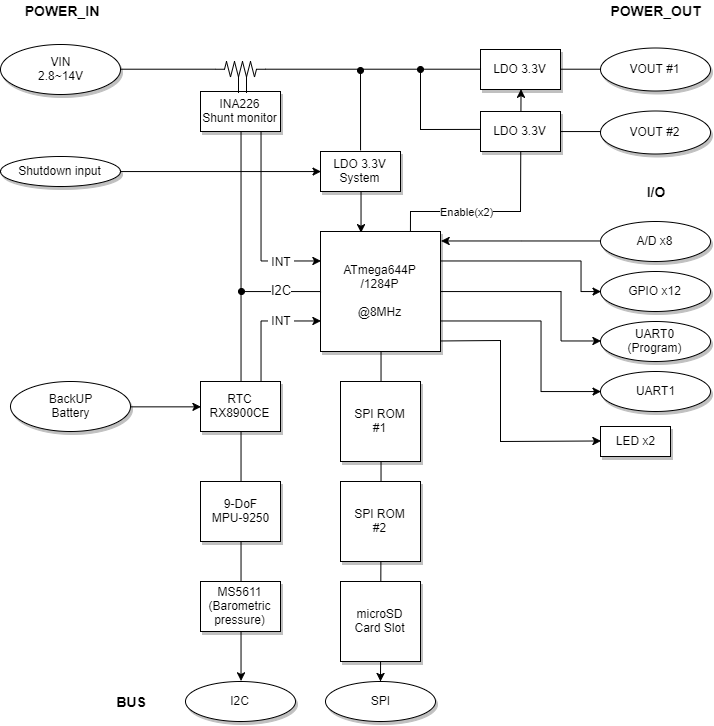 POWER_IN
POWER_OUT
VIN
2.8~14V
LDO 3.3V
VOUT #1
INA226
Shunt monitor
LDO 3.3V
VOUT #2
Shutdown input
LDO 3.3V
System
I/O
Enable(x2)
A/D x8
INT
ATmega644P
/1284P
@8MHz
I2C
GPIO x12
INT
UART0
(Program)
UART1
BackUP
Battery
RTC
RX8900CE
SPI ROM
#1
LED x2
9-DoF
MPU-9250
SPI ROM
#2
MS5611
(Barometric
pressure)
microSD
Card Slot
BUS
I2C
SPI